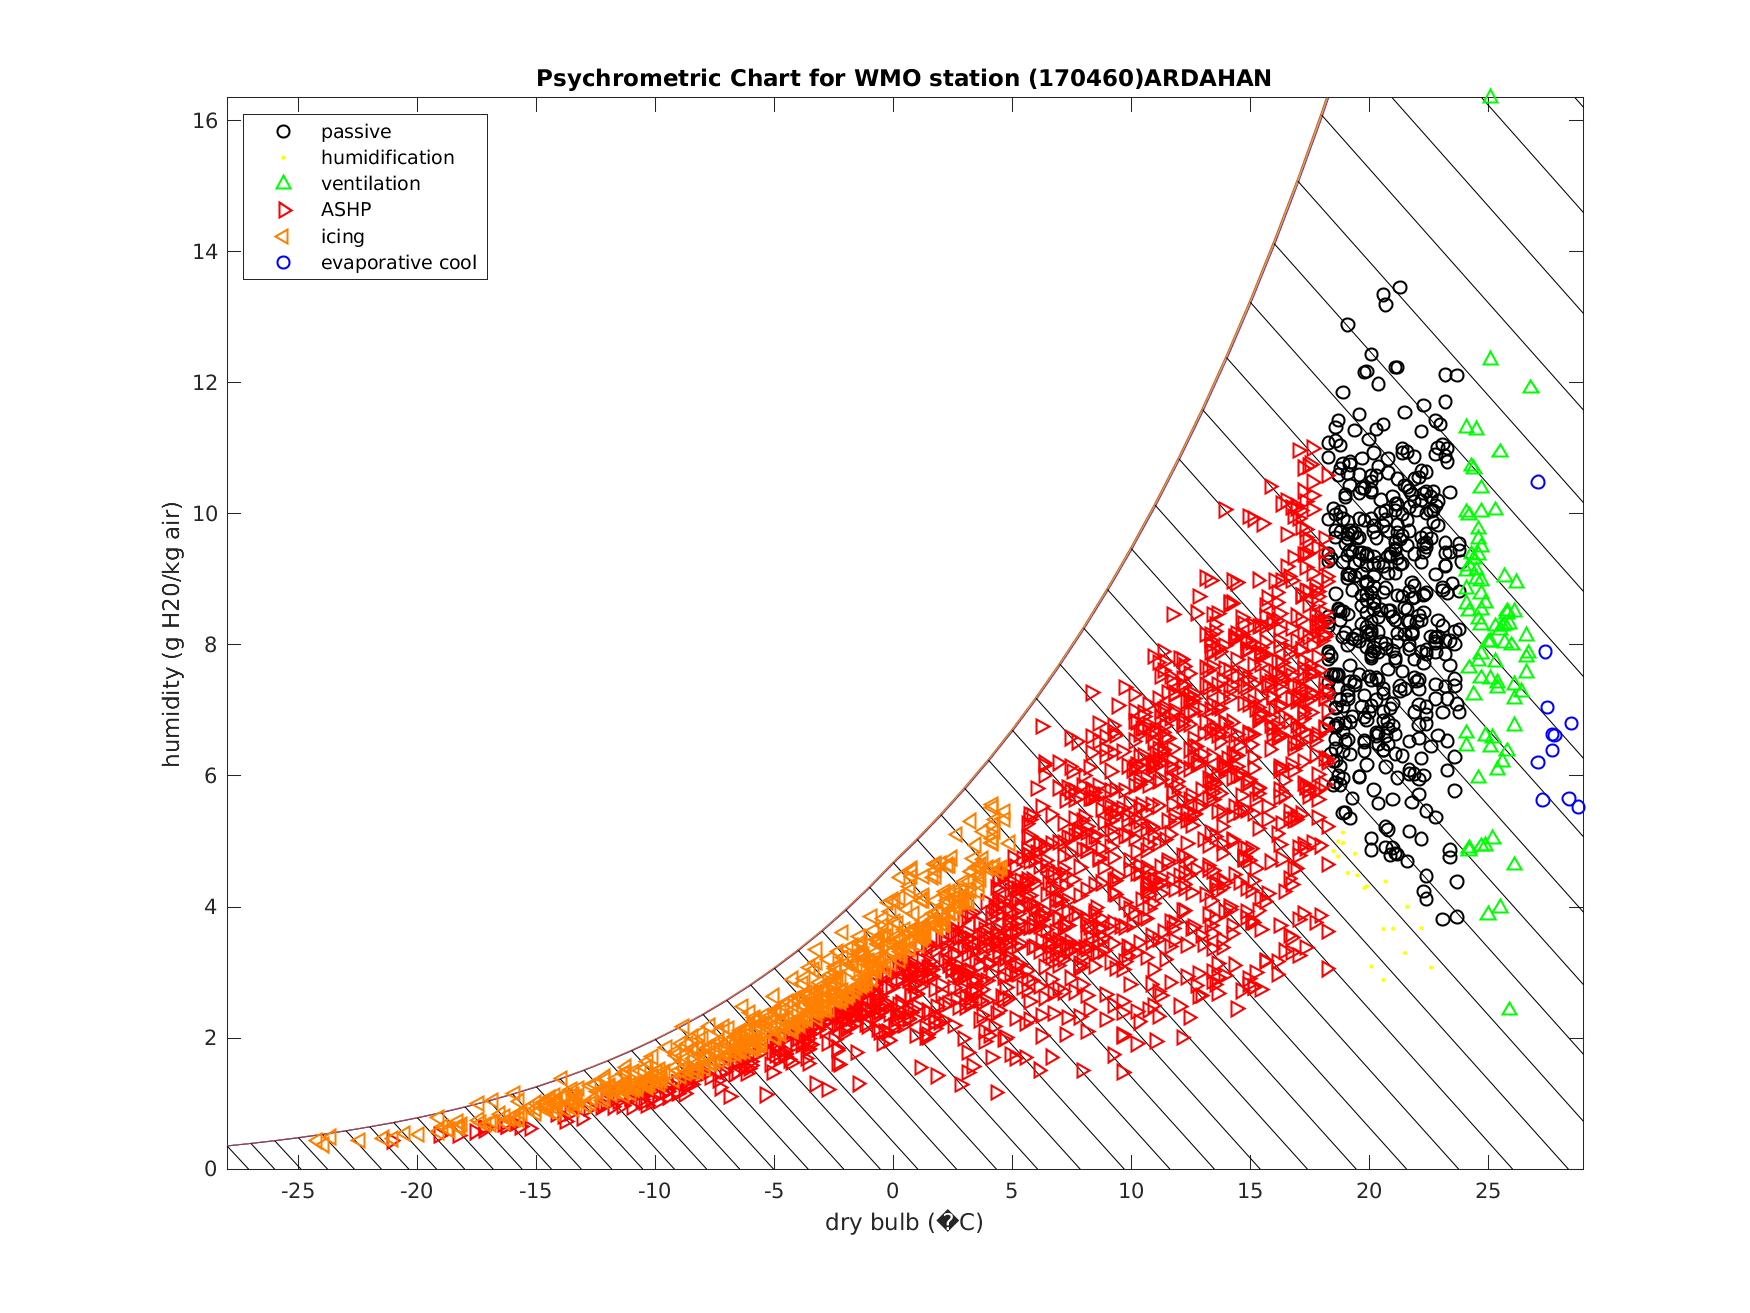 Psychrometric Chart for WMO station (170460)ARDAHAN
passive
humidification
ventilation
ASHP
icing
evaporative cool
humidity (g H20/kg air)
16
14
12
10
8
6
4
2
0
-25 -20 -15 -10 -5 0 5 10 15 20 25
dry bulb (�C)